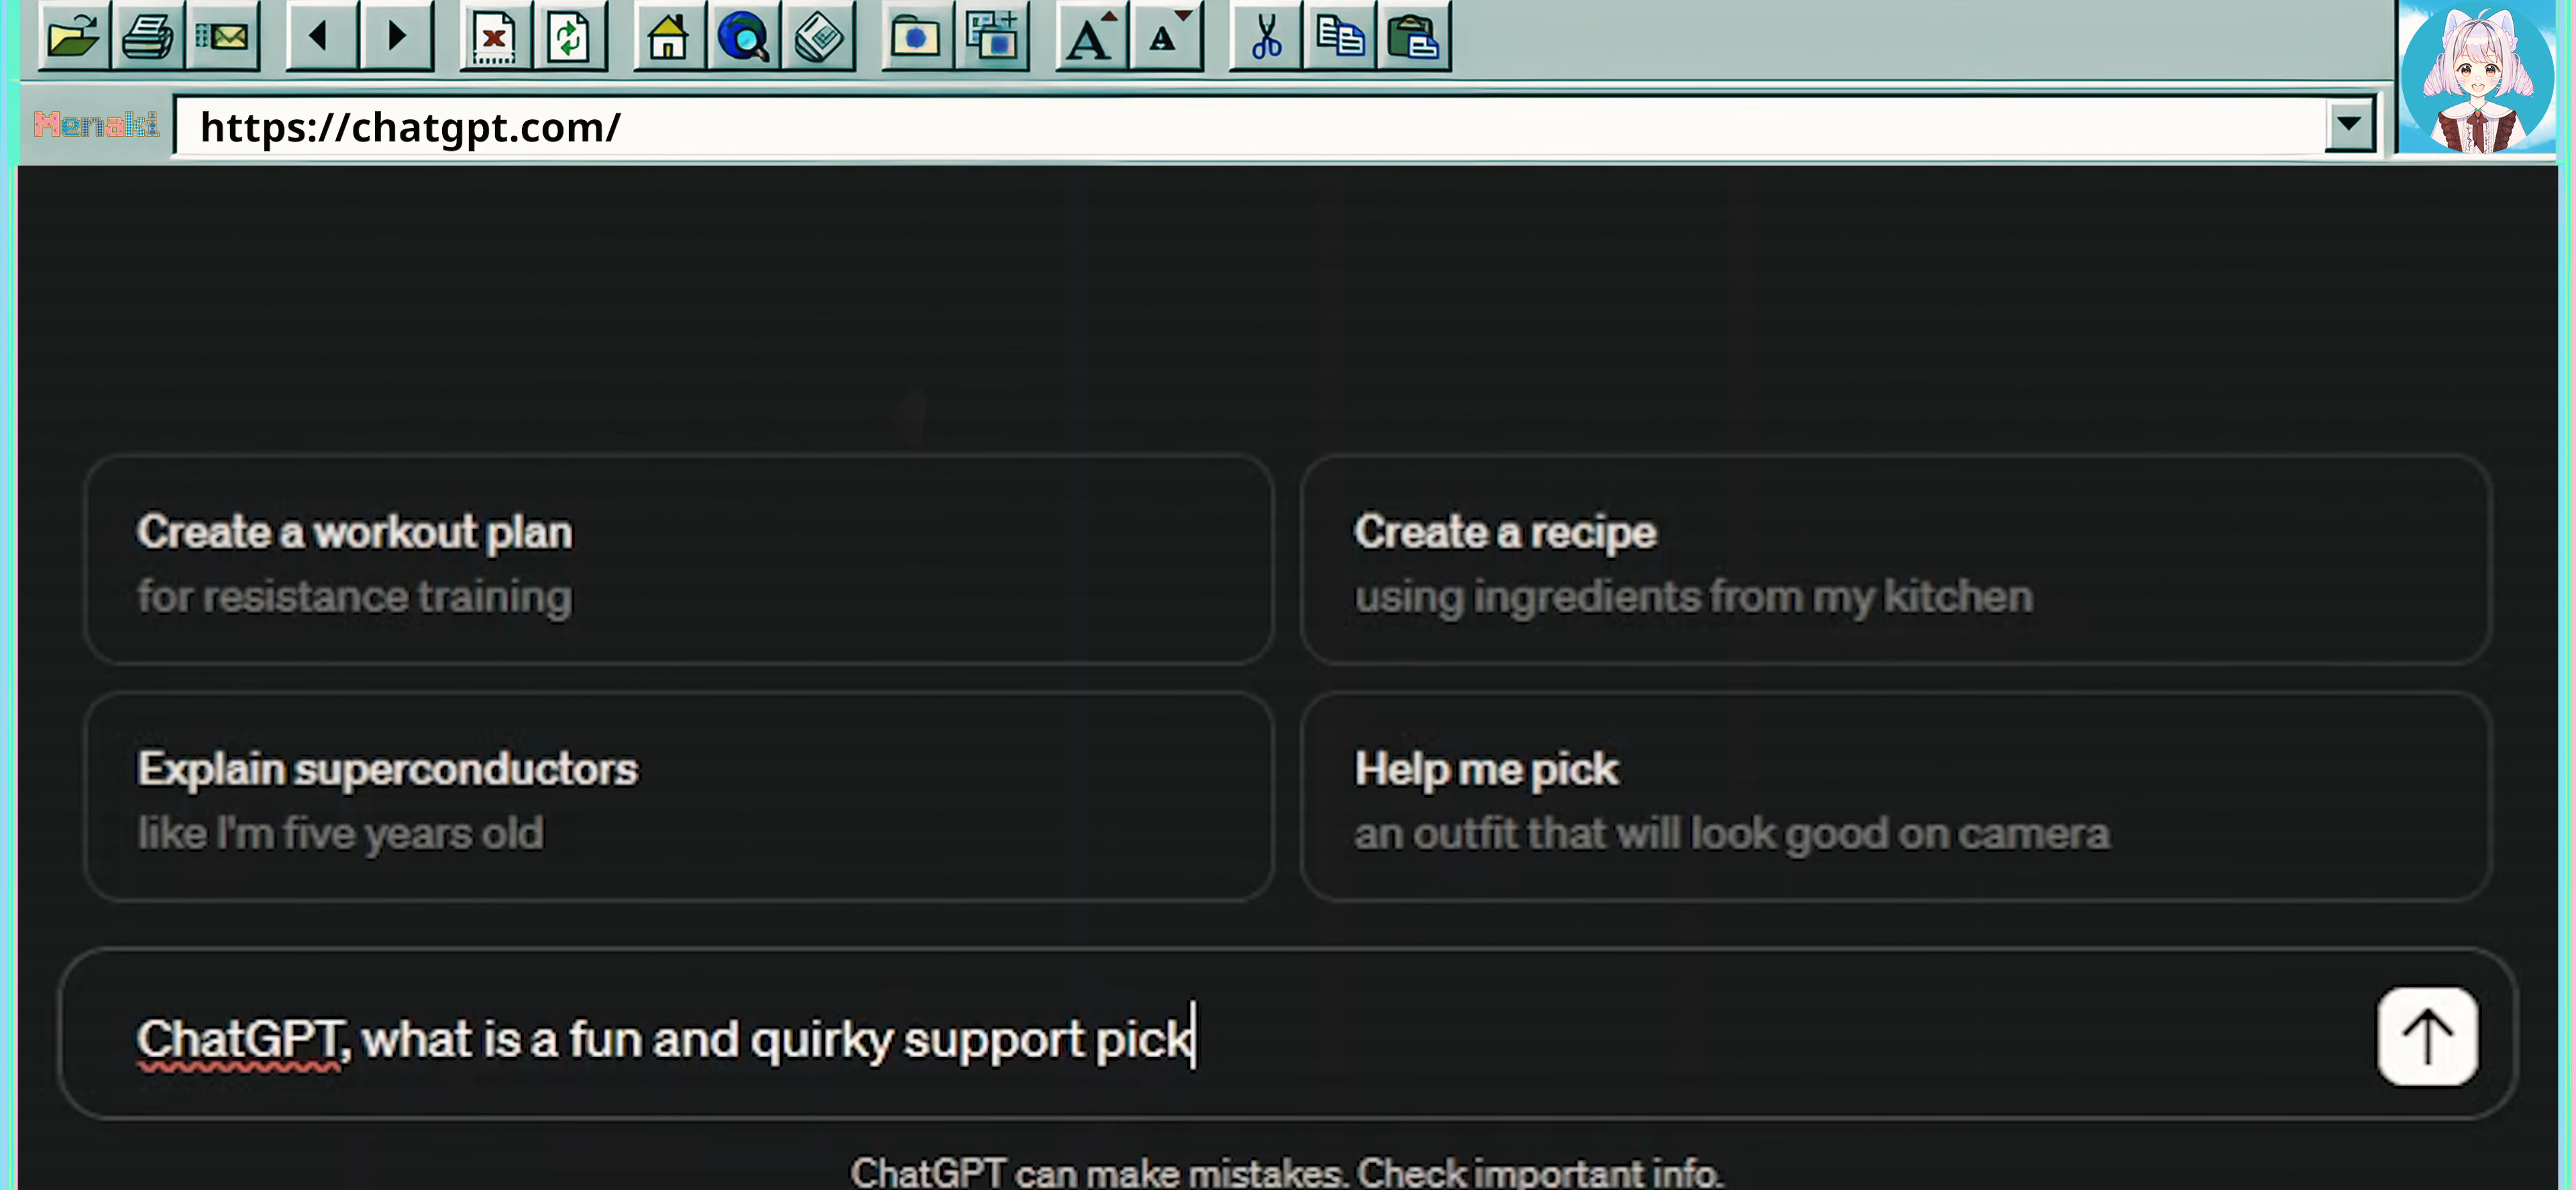 Menaki
https://chatgpt.com/
Create a workout plan
for resistance training
Create a recipe
using ingredients from my kitchen
Explain superconductors
like I'm five years old
Help me pick
an outfit that will look good on camera
ChatGPT, what is a fun and quirky support pick
ChatGPT can make mistakes. Check important info.